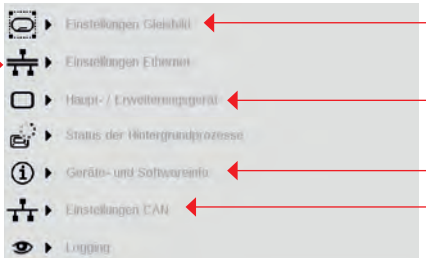 Einstellungen Gleisbild
Einstellungen Ethernet
Haupt- / Erweiterungsgerät
Status der Hintergrundprozesse
Geräte- und Softwareinfo
Einstellungen CAN
Logging